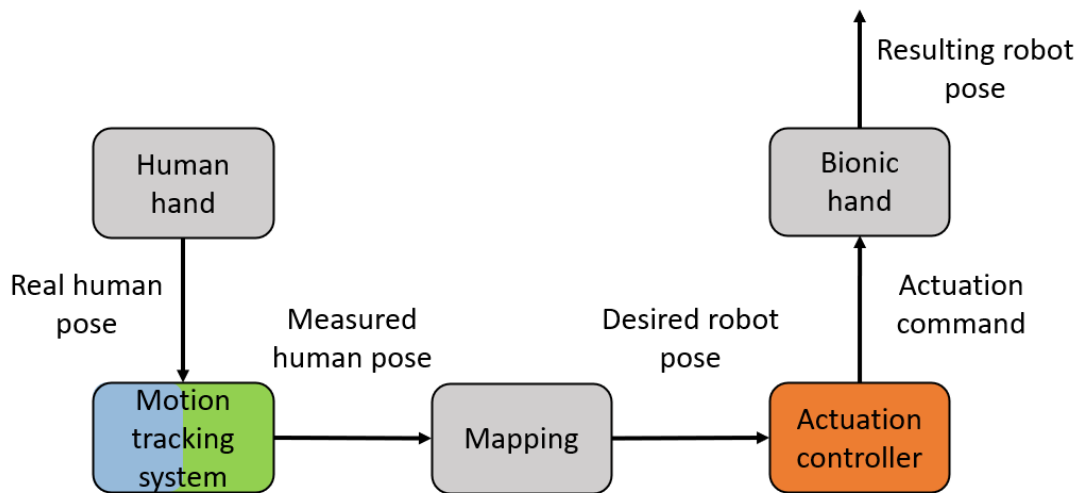 Human
hand
Real human
pose
Motion
tracking
system
Measured
human pose
Mapping
Desired robot
pose
Actuation
controller
Actuation
command
Bionic
hand
Resulting robot
pose